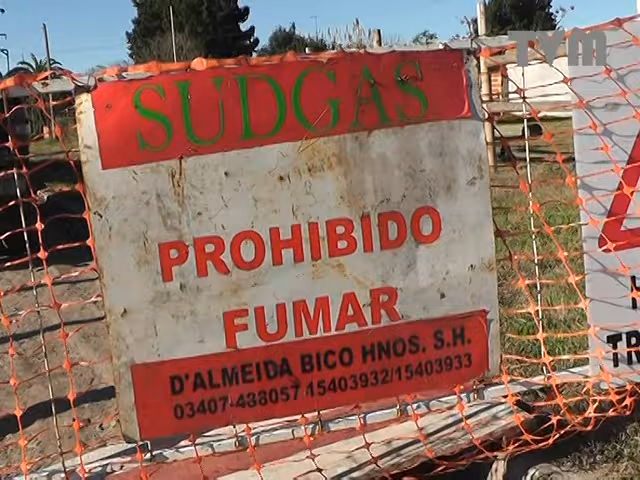 TYM
SUDGAS
PROHIBIDO
FUMAR
D'ALMEIDA BICO HNOS. S.H.
03407-438057 15403932/15403933